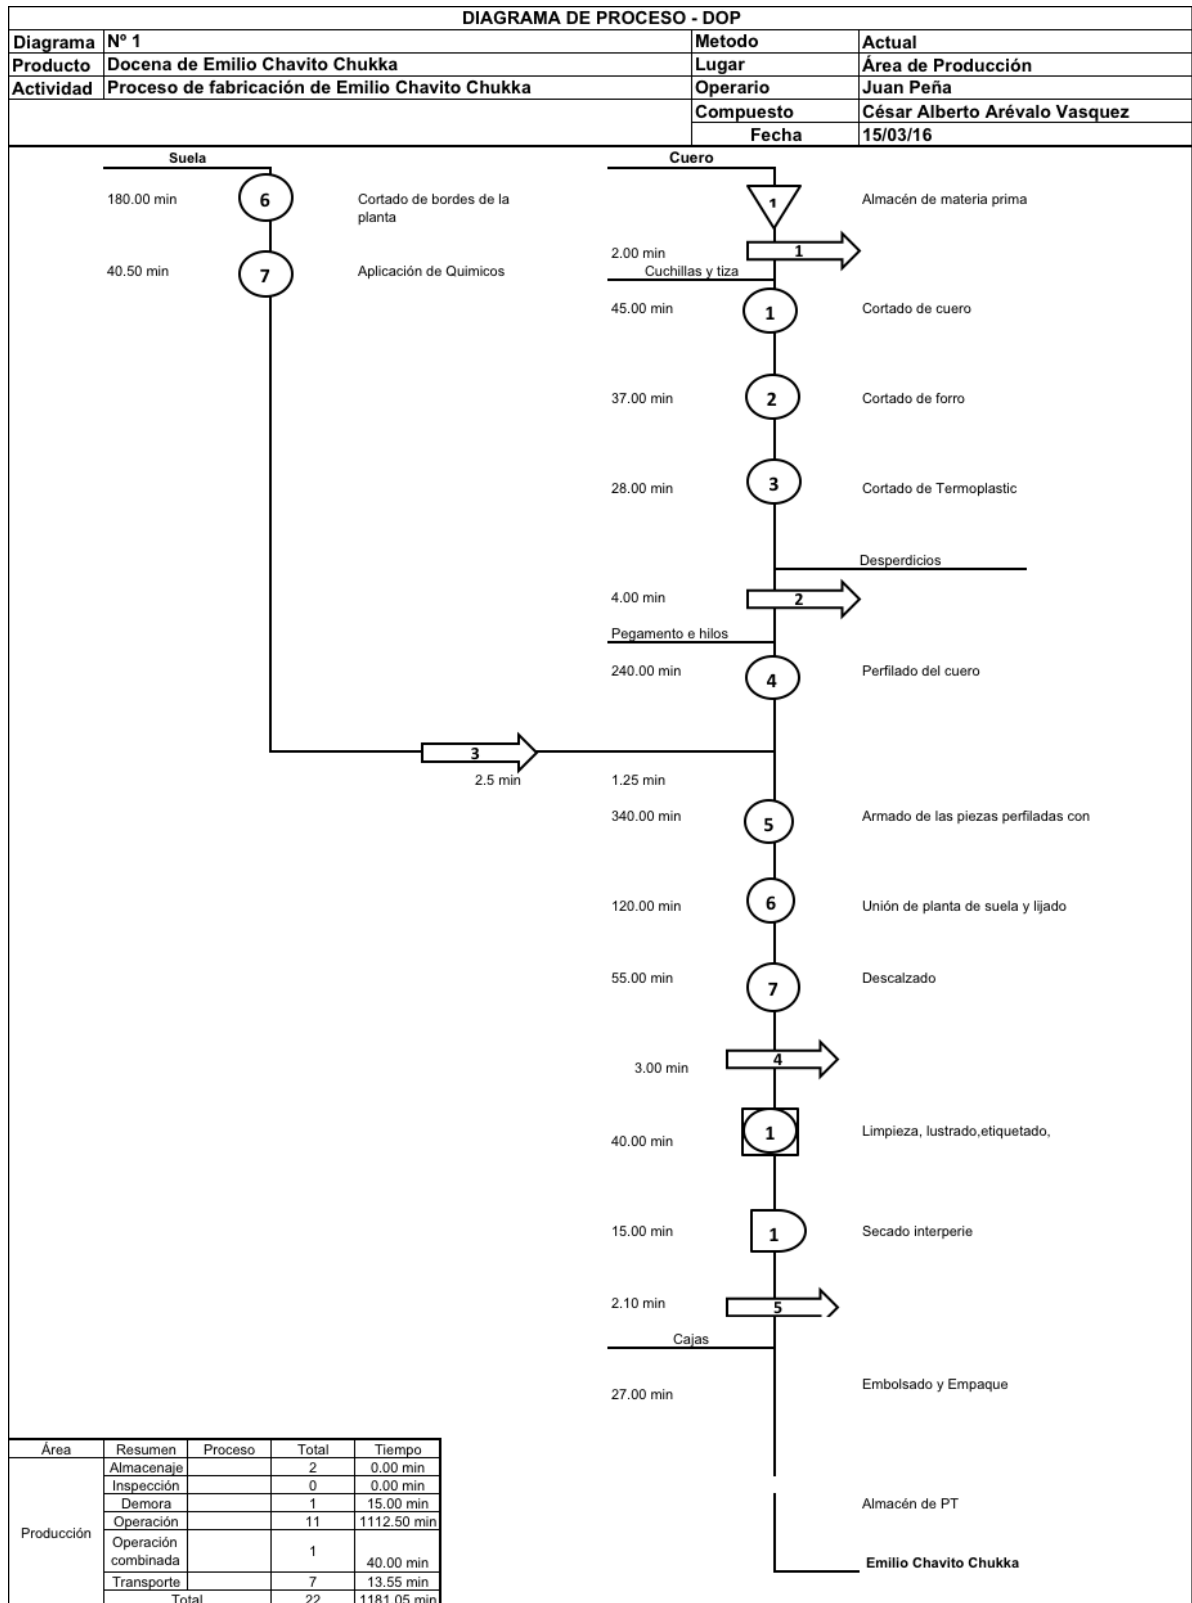 DIAGRAMA DE PROCESO - DOP
Diagrama Nº 1 Metodo Actual
Producto Docena de Emilio Chavito Chukka Lugar Área de Producción
Actividad Proceso de fabricación de Emilio Chavito Chukka Operario Juan Peña
Compuesto César Alberto Arévalo Vasquez
Fecha 15/03/16
Suela Cuero
180.00 min 6 Cortado de bordes de la planta
1 Almacén de materia prima
2.00 min 1
40.50 min 7 Aplicación de Quimicos
Cuchillas y tiza
45.00 min 1 Cortado de cuero
37.00 min 2 Cortado de forro
28.00 min 3 Cortado de Termoplastic
Desperdicios
4.00 min 2
Pegamento e hilos
240.00 min 4 Perfilado del cuero
3
2.5 min 1.25 min
340.00 min 5 Armado de las piezas perfiladas con
120.00 min 6 Unión de planta de suela y lijado
55.00 min 7 Descalzado
3.00 min 4
40.00 min 1 Limpieza, lustrado,etiquetado,
15.00 min 1 Secado interperie
2.10 min 5
Cajas
27.00 min Embolsado y Empaque
Almacén de PT
Emilio Chavito Chukka
Área Resumen Proceso Total Tiempo
Producción
Almacenaje 2 0.00 min
Inspección 0 0.00 min
Demora 1 15.00 min
Operación 11 1112.50 min
Operación combinada 1 40.00 min
Transporte 7 13.55 min
Total 22 1181.05 min